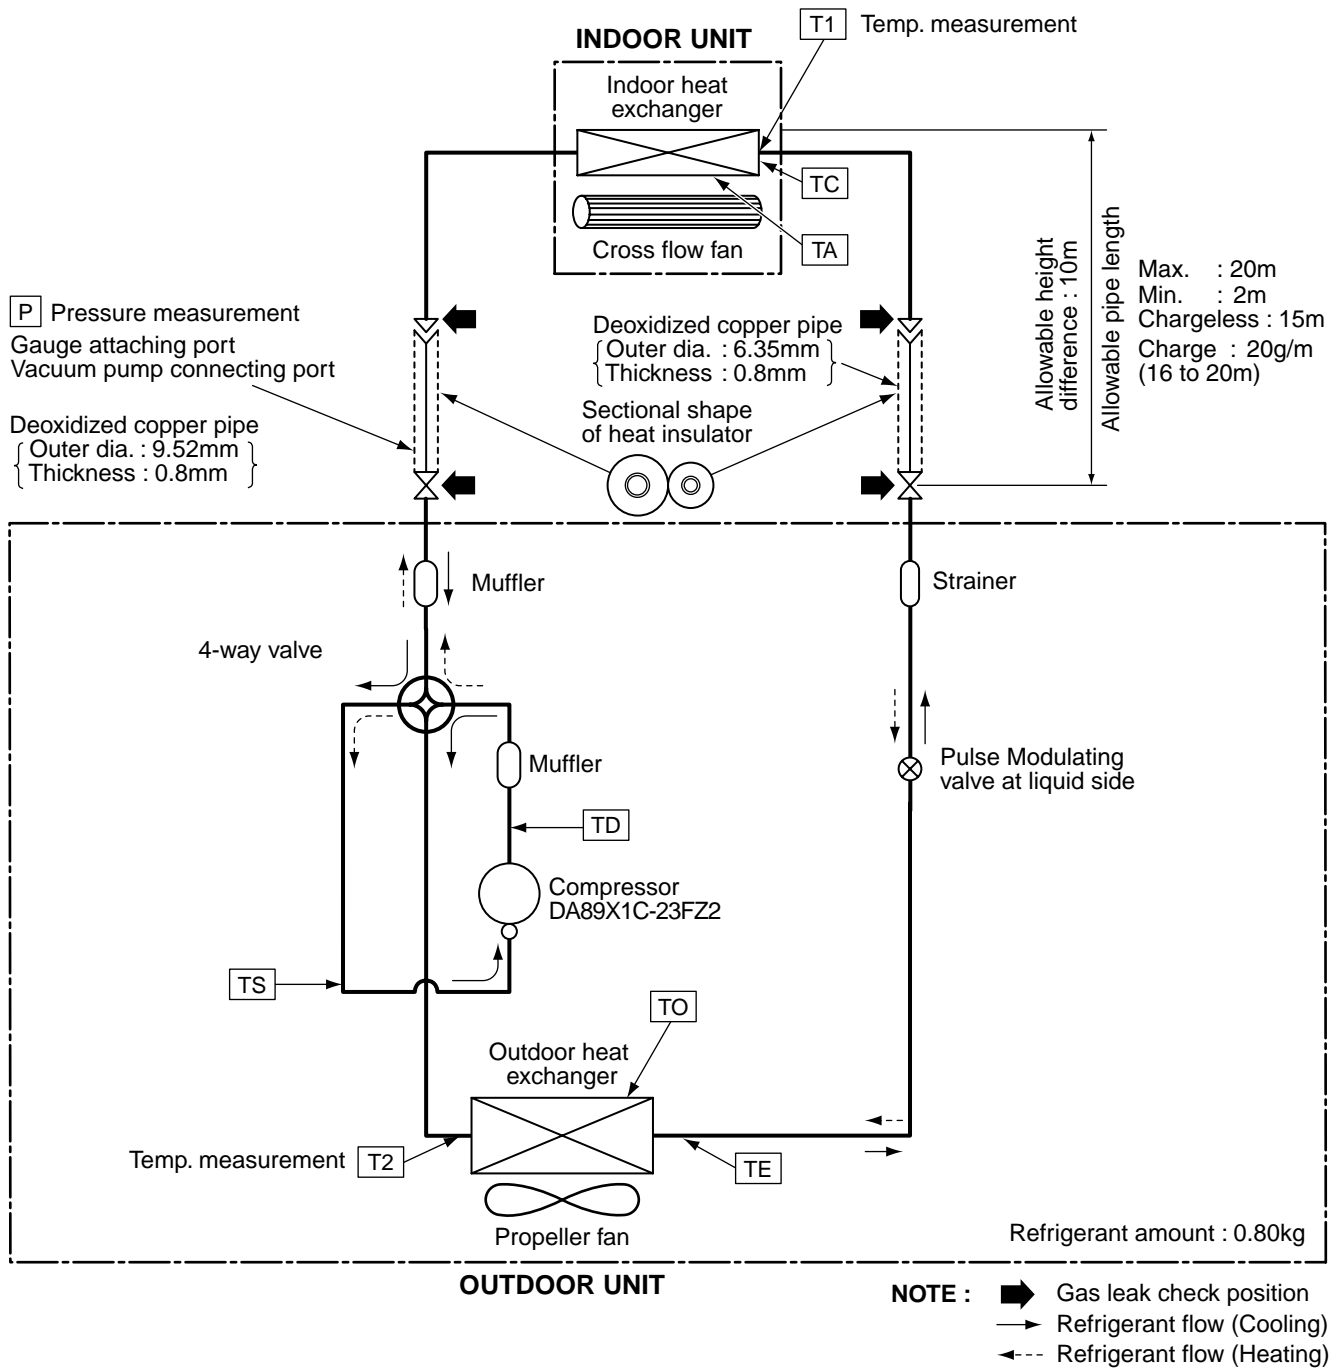 T1 Temp. measurement
INDOOR UNIT
Indoor heat
exchanger
TC
Cross flow fan
TA
Allowable height
difference : 10m
Allowable pipe length
Max. : 20m
Min. : 2m
Chargeless : 15m
Charge : 20g/m
(16 to 20m)
P Pressure measurement
Gauge attaching port
Vacuum pump connecting port
Deoxidized copper pipe
Outer dia. : 9.52mm
Thickness : 0.8mm
Deoxidized copper pipe
Outer dia. : 6.35mm
Thickness : 0.8mm
Sectional shape
of heat insulator
Muffler
Strainer
4-way valve
Muffler
Pulse Modulating
valve at liquid side
TD
Compressor
DA89X1C-23FZ2
TS
TO
Outdoor heat
exchanger
Temp. measurement T2
TE
Propeller fan
Refrigerant amount : 0.80kg
OUTDOOR UNIT
NOTE : Gas leak check position
Refrigerant flow (Cooling)
Refrigerant flow (Heating)